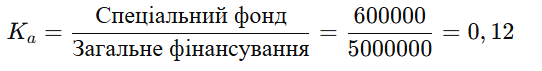 Kₐ = Спеціальний фонд / Загальне фінансування = 600000 / 5000000 = 0, 12